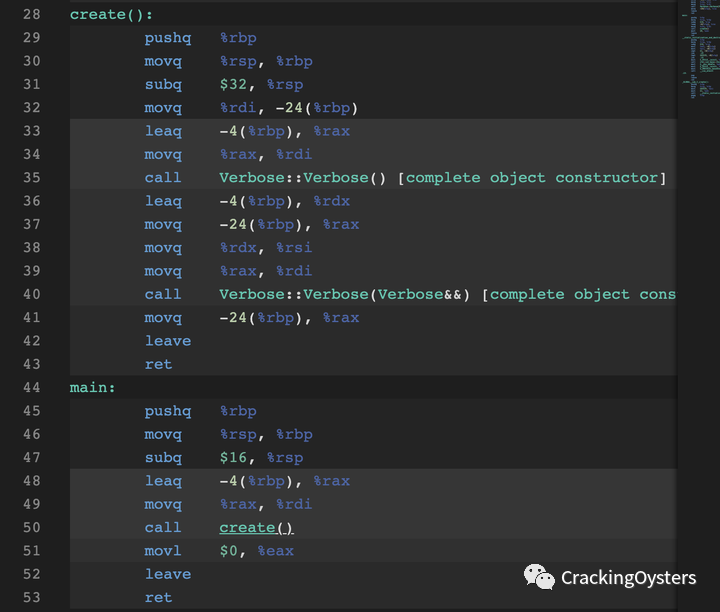 28 create():
29 pushq %rbp
30 movq %rsp, %rbp
31 subq $32, %rsp
32 movq %rdi, -24(%rbp)
33 leaq -4(%rbp), %rax
34 movq %rax, %rdi
35 call Verbose::Verbose() [complete object constructor]
36 leaq -4(%rbp), %rdx
37 movq -24(%rbp), %rax
38 movq %rdx, %rsi
39 movq %rax, %rdi
40 call Verbose::Verbose(Verbose&&) [complete object cons
41 movq -24(%rbp), %rax
42 leave
43 ret
44 main:
45 pushq %rbp
46 movq %rsp, %rbp
47 subq $16, %rsp
48 leaq -4(%rbp), %rax
49 movq %rax, %rdi
50 call create()
51 movl $0, %eax
52 leave
53 ret
CrackingOysters